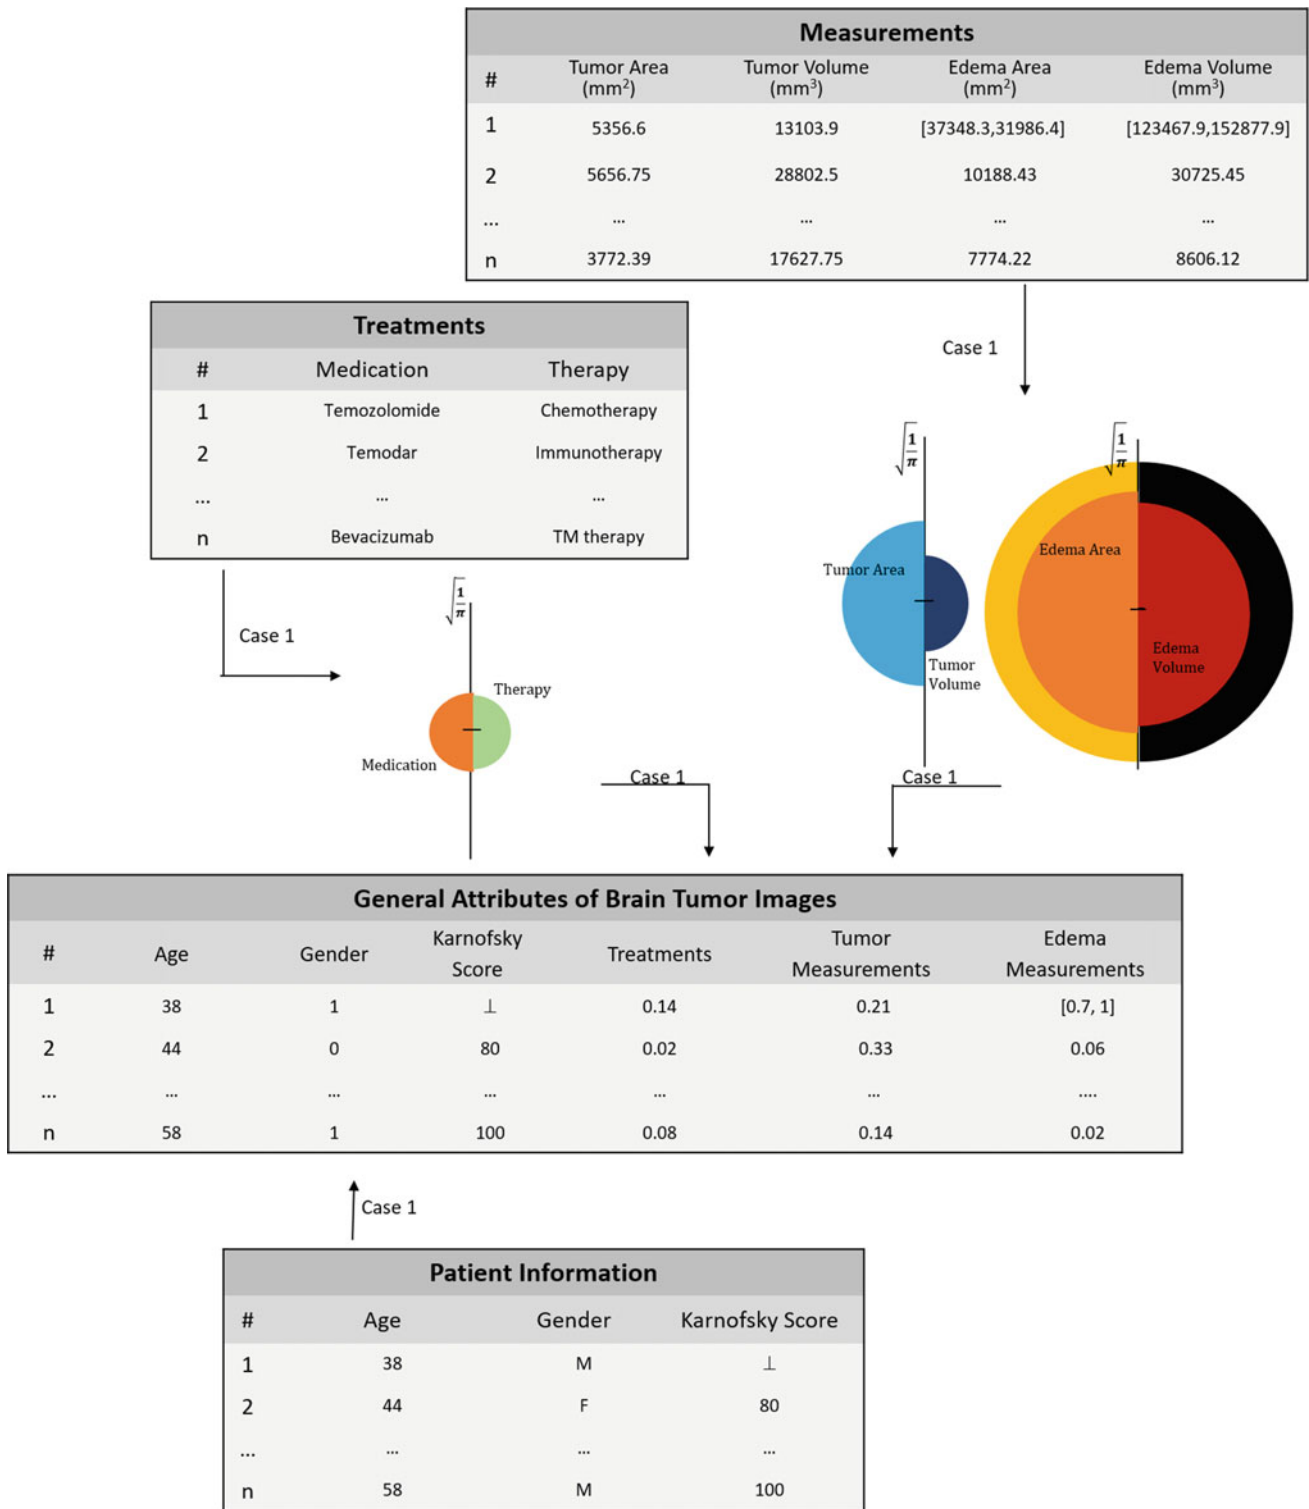 Measurements
# Tumor Area (mm²) Tumor Volume (mm³) Edema Area (mm²) Edema Volume (mm³)
1 5356.6 13103.9 [37348.3,31986.4] [123467.9,152877.9]
2 5656.75 28802.5 10188.43 30725.45
... ... ... ... ...
n 3772.39 17627.75 7774.22 8606.12
Treatments
# Medication Therapy
1 Temozolomide Chemotherapy
2 Temodar Immunotherapy
... ... ...
n Bevacizumab TM therapy
Case 1
√(1/π)
√(1/π)
Tumor Area
Tumor
Volume
Edema Area
Edema
Volume
Case 1
√(1/π)
Therapy
Medication
Case 1
Case 1
General Attributes of Brain Tumor Images
# Age Gender Karnofsky Score Treatments Tumor Measurements Edema Measurements
1 38 1 ⊥ 0.14 0.21 [0.7, 1]
2 44 0 80 0.02 0.33 0.06
... ... ... ... ... ... ....
n 58 1 100 0.08 0.14 0.02
Case 1
Patient Information
# Age Gender Karnofsky Score
1 38 M ⊥
2 44 F 80
... ... ... ...
n 58 M 100